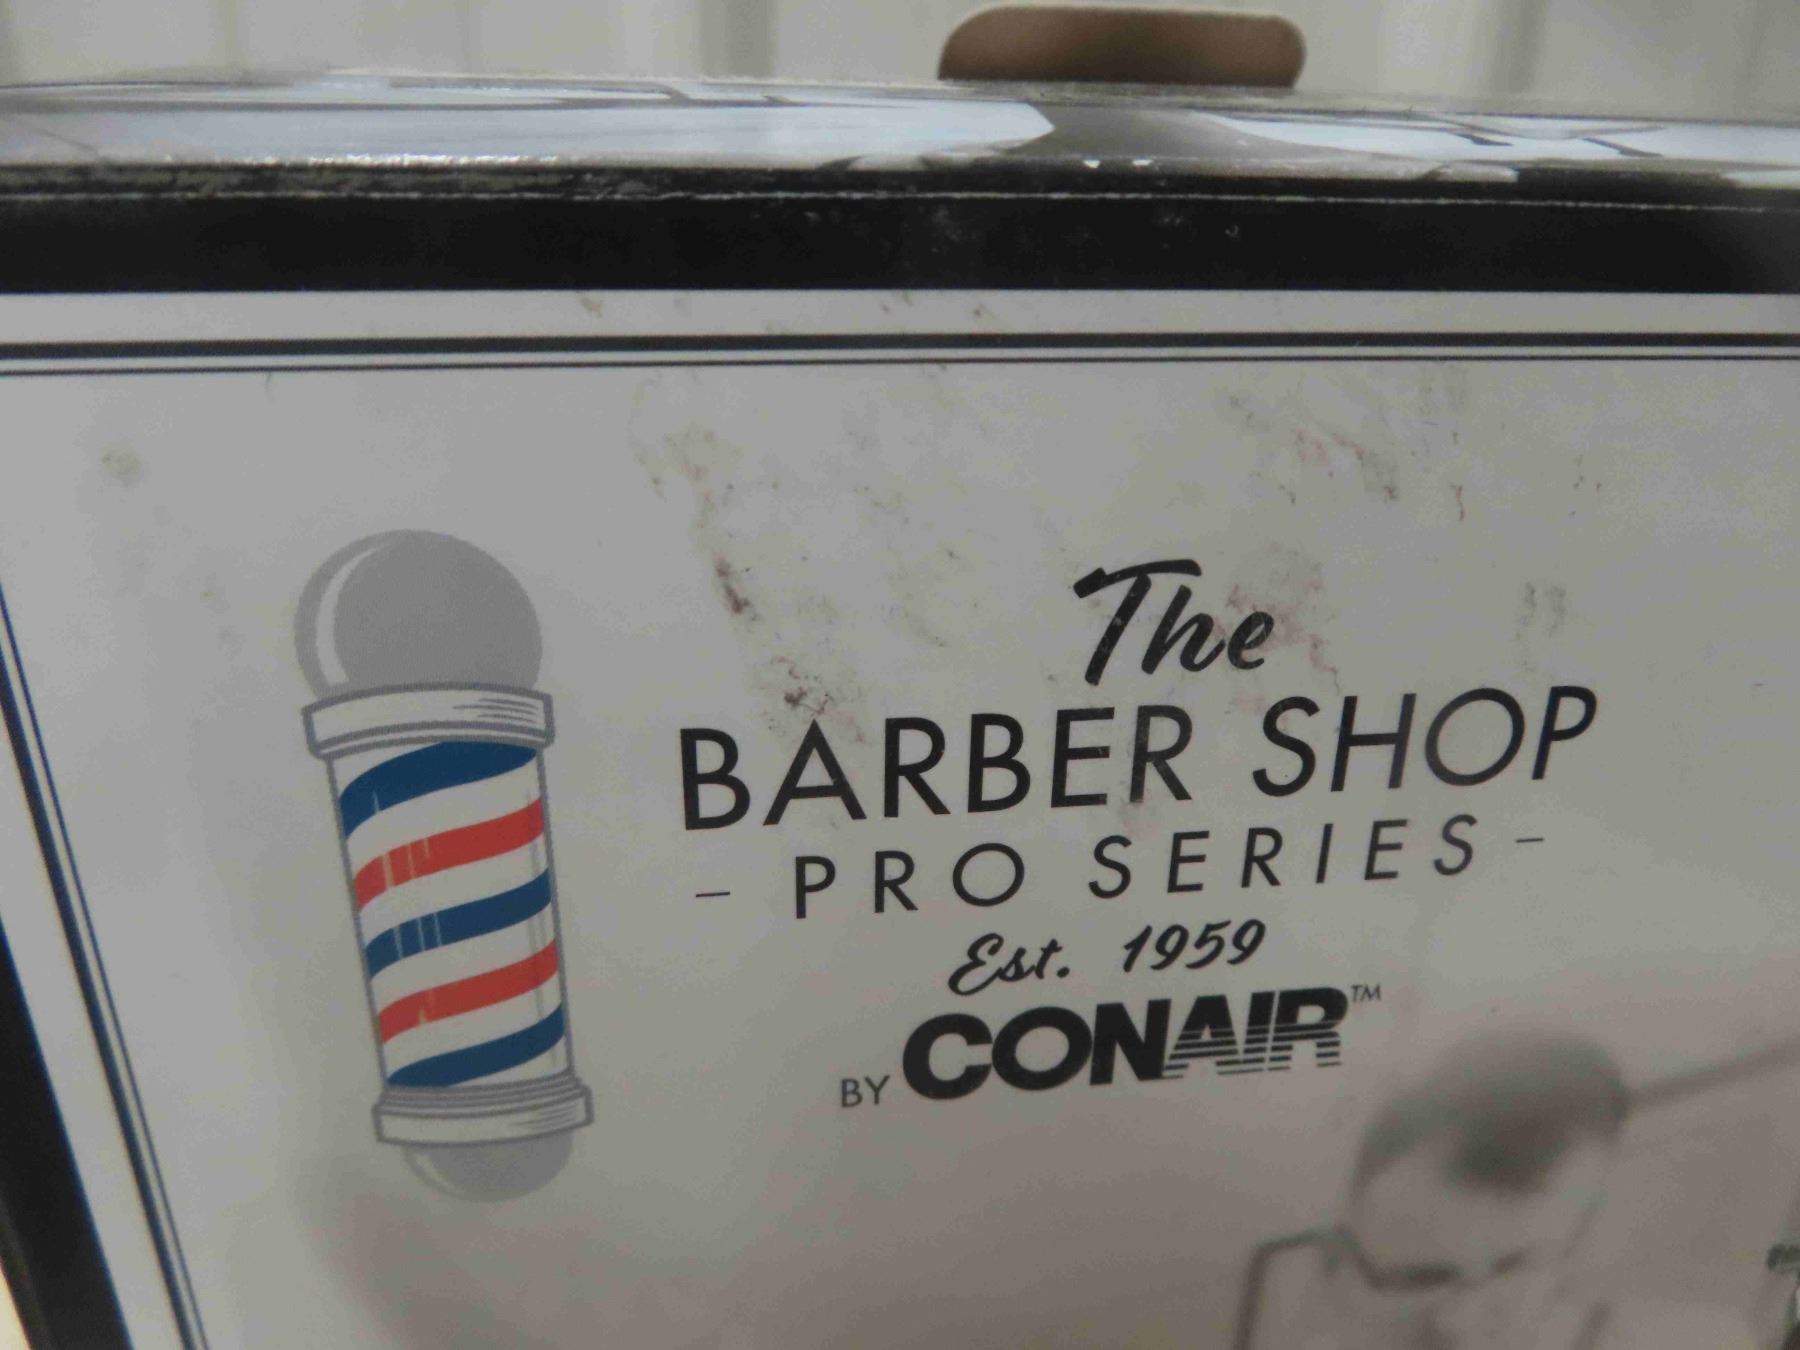 The
BARBER SHOP
- PRO SERIES -
Est. 1959
BY CONAIR™